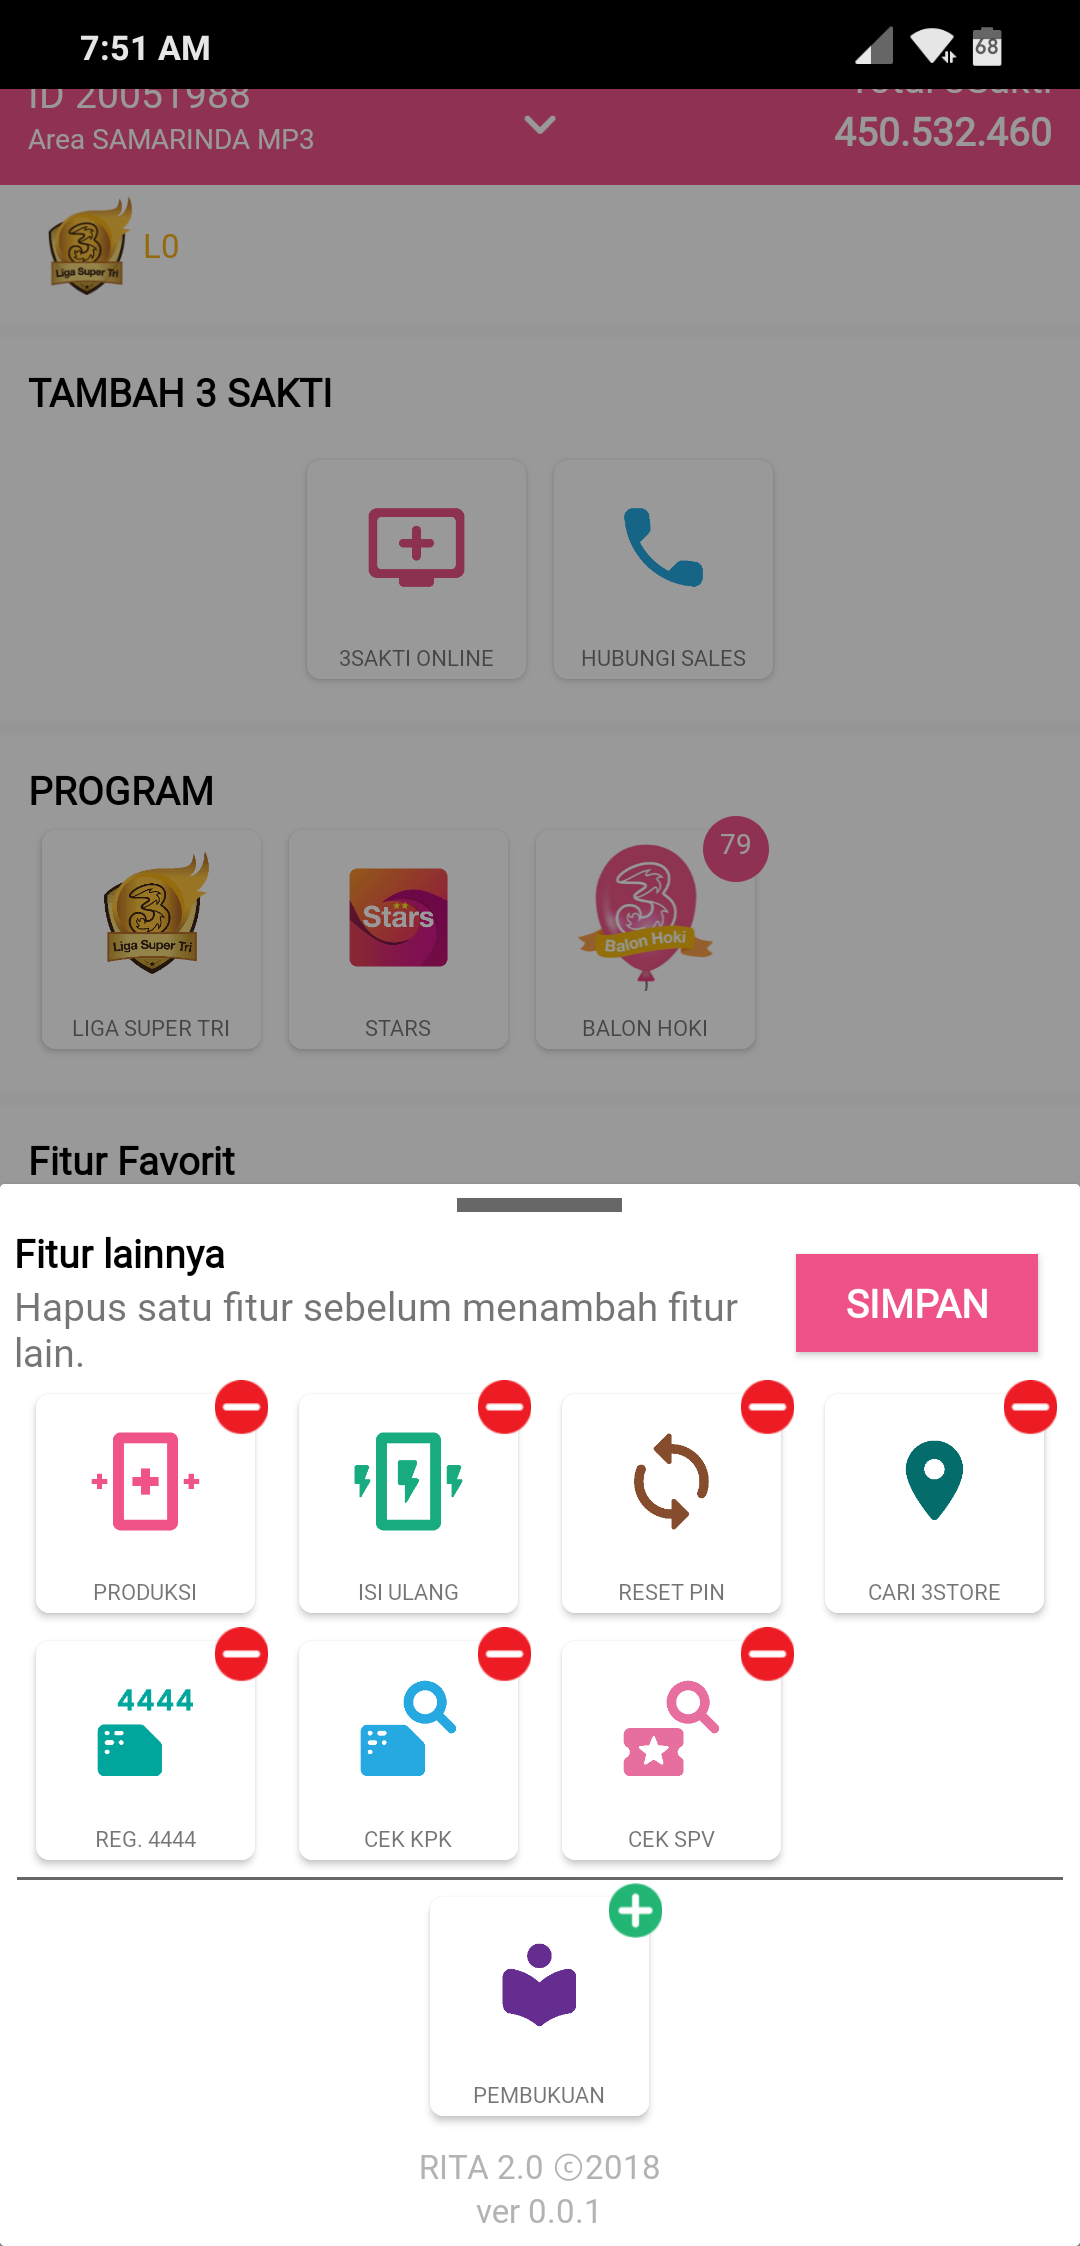 7:51 AM
68
ID 20051988
Total 3Sakti
Area SAMARINDA MP3
450.532.460
Liga Super Tri
L0
TAMBAH 3 SAKTI
3SAKTI ONLINE
HUBUNGI SALES
PROGRAM
79
Liga Super Tri
Stars
Balon Hoki
LIGA SUPER TRI
STARS
BALON HOKI
Fitur Favorit
Fitur lainnya
Hapus satu fitur sebelum menambah fitur
lain.
SIMPAN
PRODUKSI
ISI ULANG
RESET PIN
CARI 3STORE
4444
REG. 4444
CEK KPK
CEK SPV
PEMBUKUAN
RITA 2.0 ©2018
ver 0.0.1